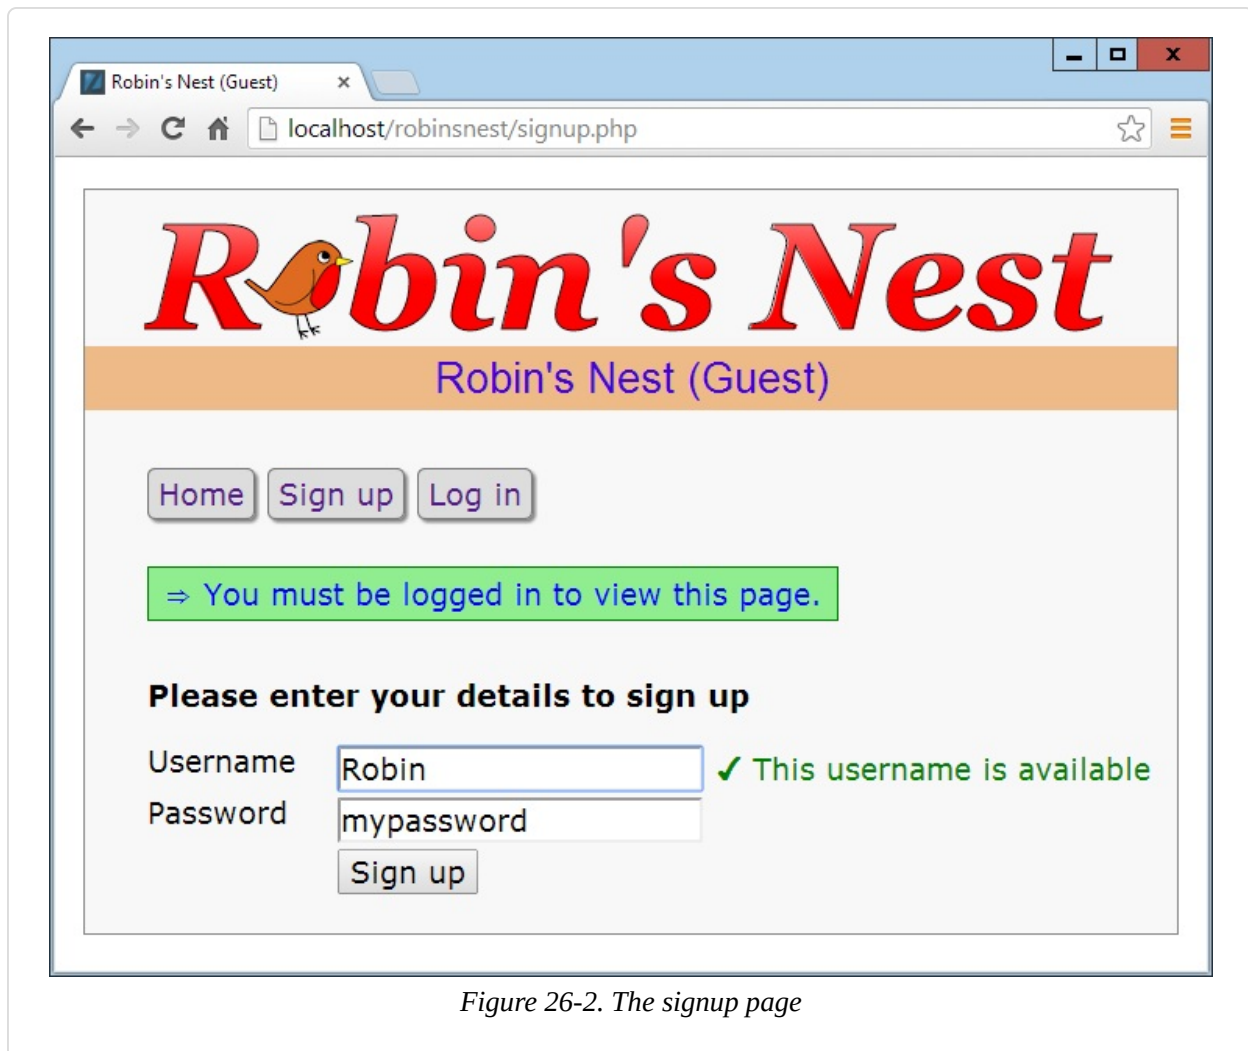 Robin's Nest (Guest)
localhost/robinsnest/signup.php
Robin's Nest
Robin's Nest (Guest)
Home Sign up Log in
⇒ You must be logged in to view this page.
Please enter your details to sign up
Username Robin ✔ This username is available
Password mypassword
Sign up
Figure 26-2. The signup page